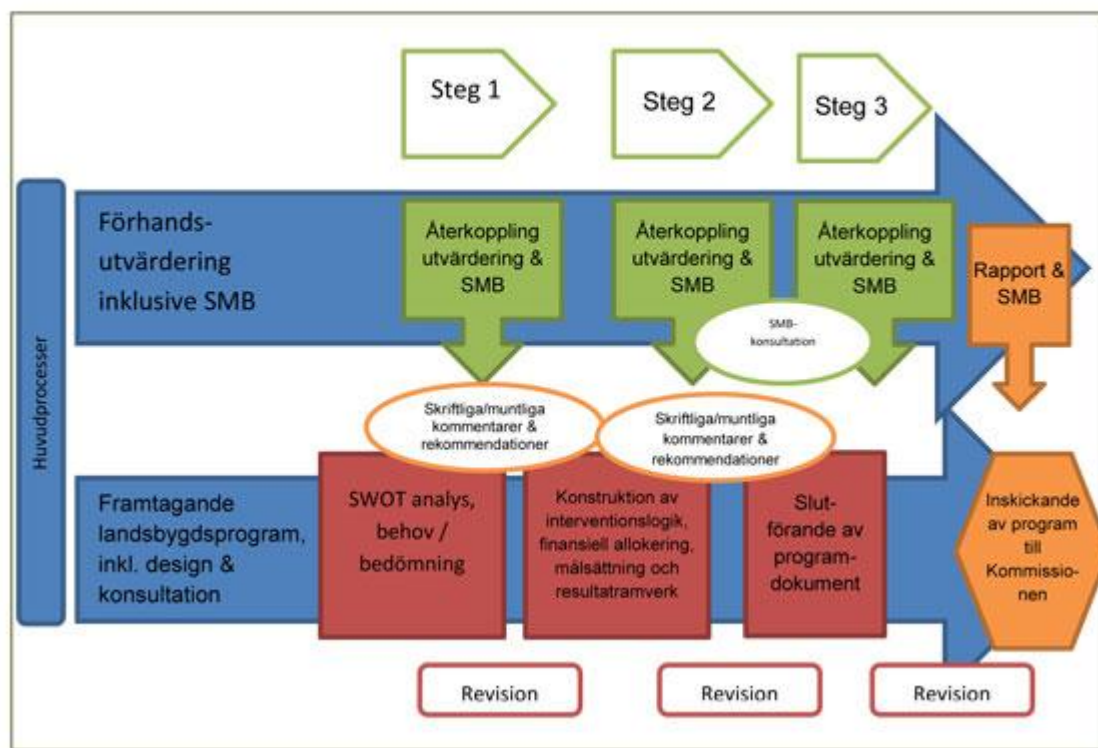 Steg 1
Steg 2
Steg 3
Huvudprocesser
Förhands-
utvärdering
inklusive SMB
Återkoppling
utvärdering &
SMB
Återkoppling
utvärdering &
SMB
Återkoppling
utvärdering &
SMB
Rapport &
SMB
SMB-
konsultation
Skriftliga/muntliga
kommentarer &
rekommendationer
Skriftliga/muntliga
kommentarer &
rekommendationer
Framtagande
landsbygdsprogram,
inkl. design &
konsultation
SWOT analys,
behov /
bedömning
Konstruktion av
interventionslogik,
finansiell allokering,
målsättning och
resultatramverk
Slut-
förande av
program-
dokument
Inskickande
av program
till
Kommissio-
nen
Revision
Revision
Revision